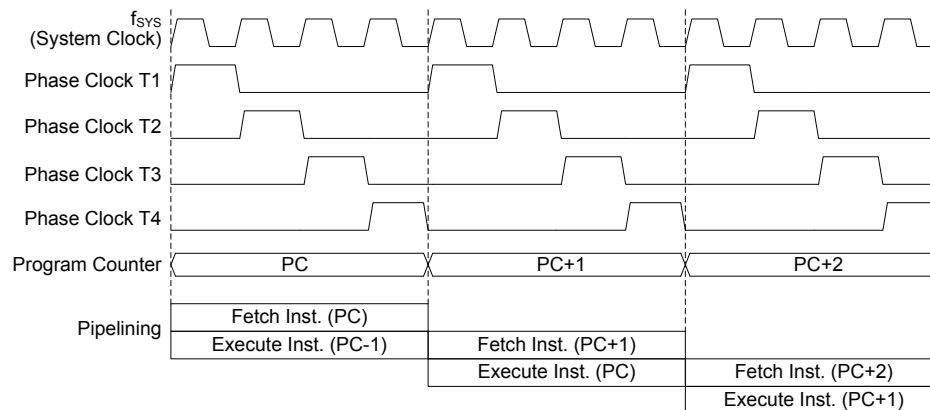 fSYS
(System Clock)
Phase Clock T1
Phase Clock T2
Phase Clock T3
Phase Clock T4
Program Counter PC PC+1 PC+2
Pipelining
Fetch Inst. (PC)
Execute Inst. (PC-1) Fetch Inst. (PC+1)
Execute Inst. (PC) Fetch Inst. (PC+2)
Execute Inst. (PC+1)